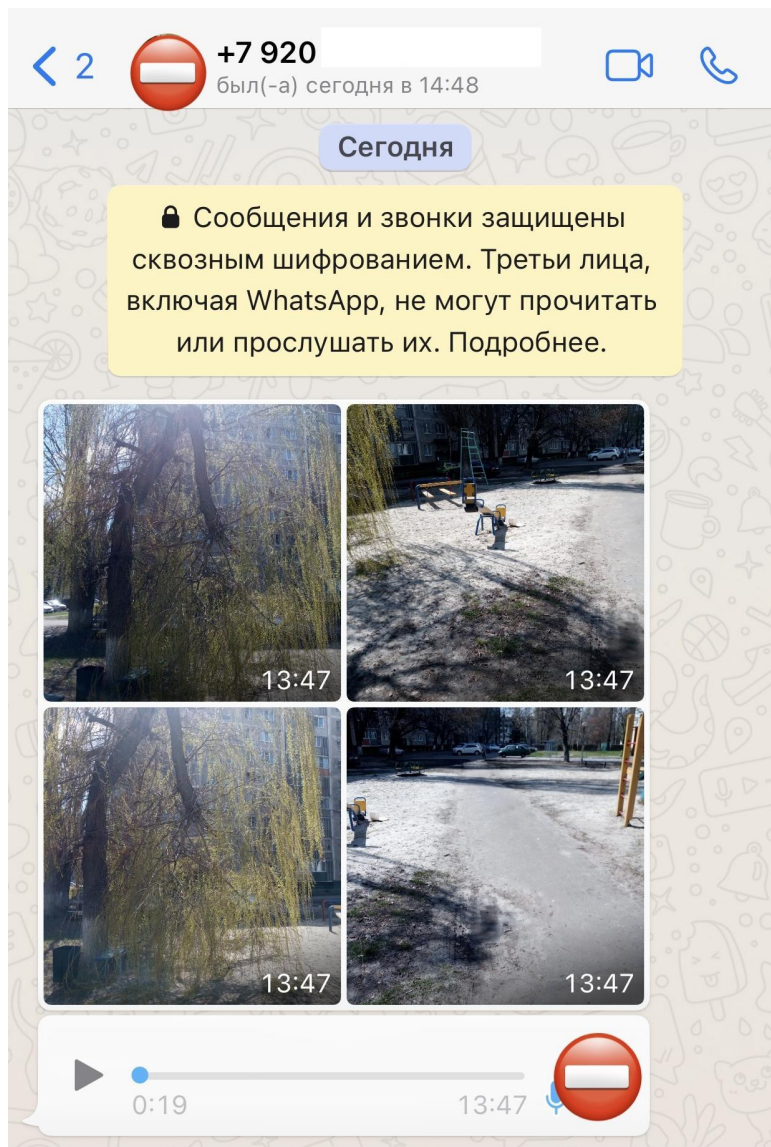 2
+7 920
был(-а) сегодня в 14:48
Сегодня
Сообщения и звонки защищены
сквозным шифрованием. Третьи лица,
включая WhatsApp, не могут прочитать
или прослушать их. Подробнее.
13:47
13:47
13:47
13:47
0:19
13:47